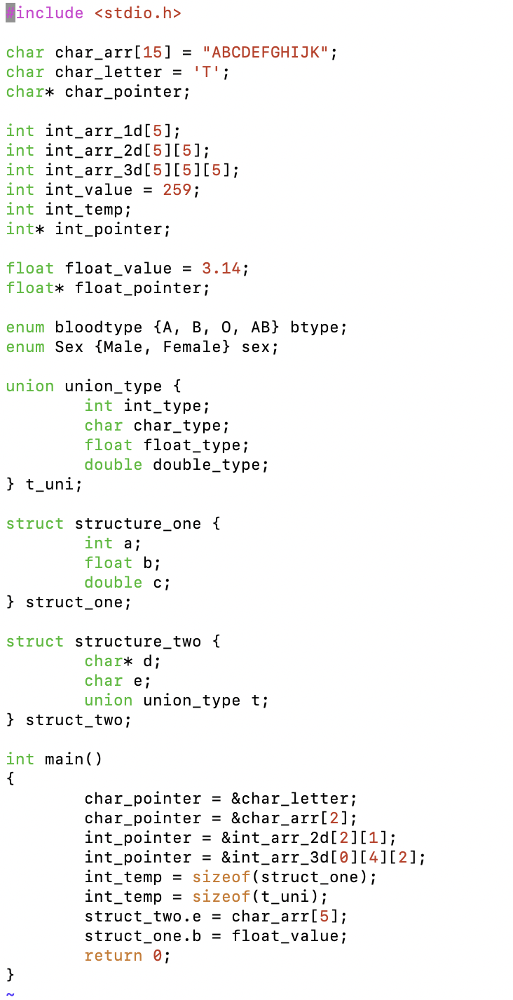 #include <stdio.h>

char char_arr[15] = "ABCDEFGHIJK";
char char_letter = 'T';
char* char_pointer;

int int_arr_1d[5];
int int_arr_2d[5][5];
int int_arr_3d[5][5][5];
int int_value = 259;
int int_temp;
int* int_pointer;

float float_value = 3.14;
float* float_pointer;

enum bloodtype {A, B, O, AB} btype;
enum Sex {Male, Female} sex;

union union_type {
        int int_type;
        char char_type;
        float float_type;
        double double_type;
} t_uni;

struct structure_one {
        int a;
        float b;
        double c;
} struct_one;

struct structure_two {
        char* d;
        char e;
        union union_type t;
} struct_two;

int main()
{
        char_pointer = &char_letter;
        char_pointer = &char_arr[2];
        int_pointer = &int_arr_2d[2][1];
        int_pointer = &int_arr_3d[0][4][2];
        int_temp = sizeof(struct_one);
        int_temp = sizeof(t_uni);
        struct_two.e = char_arr[5];
        struct_one.b = float_value;
        return 0;
}
~